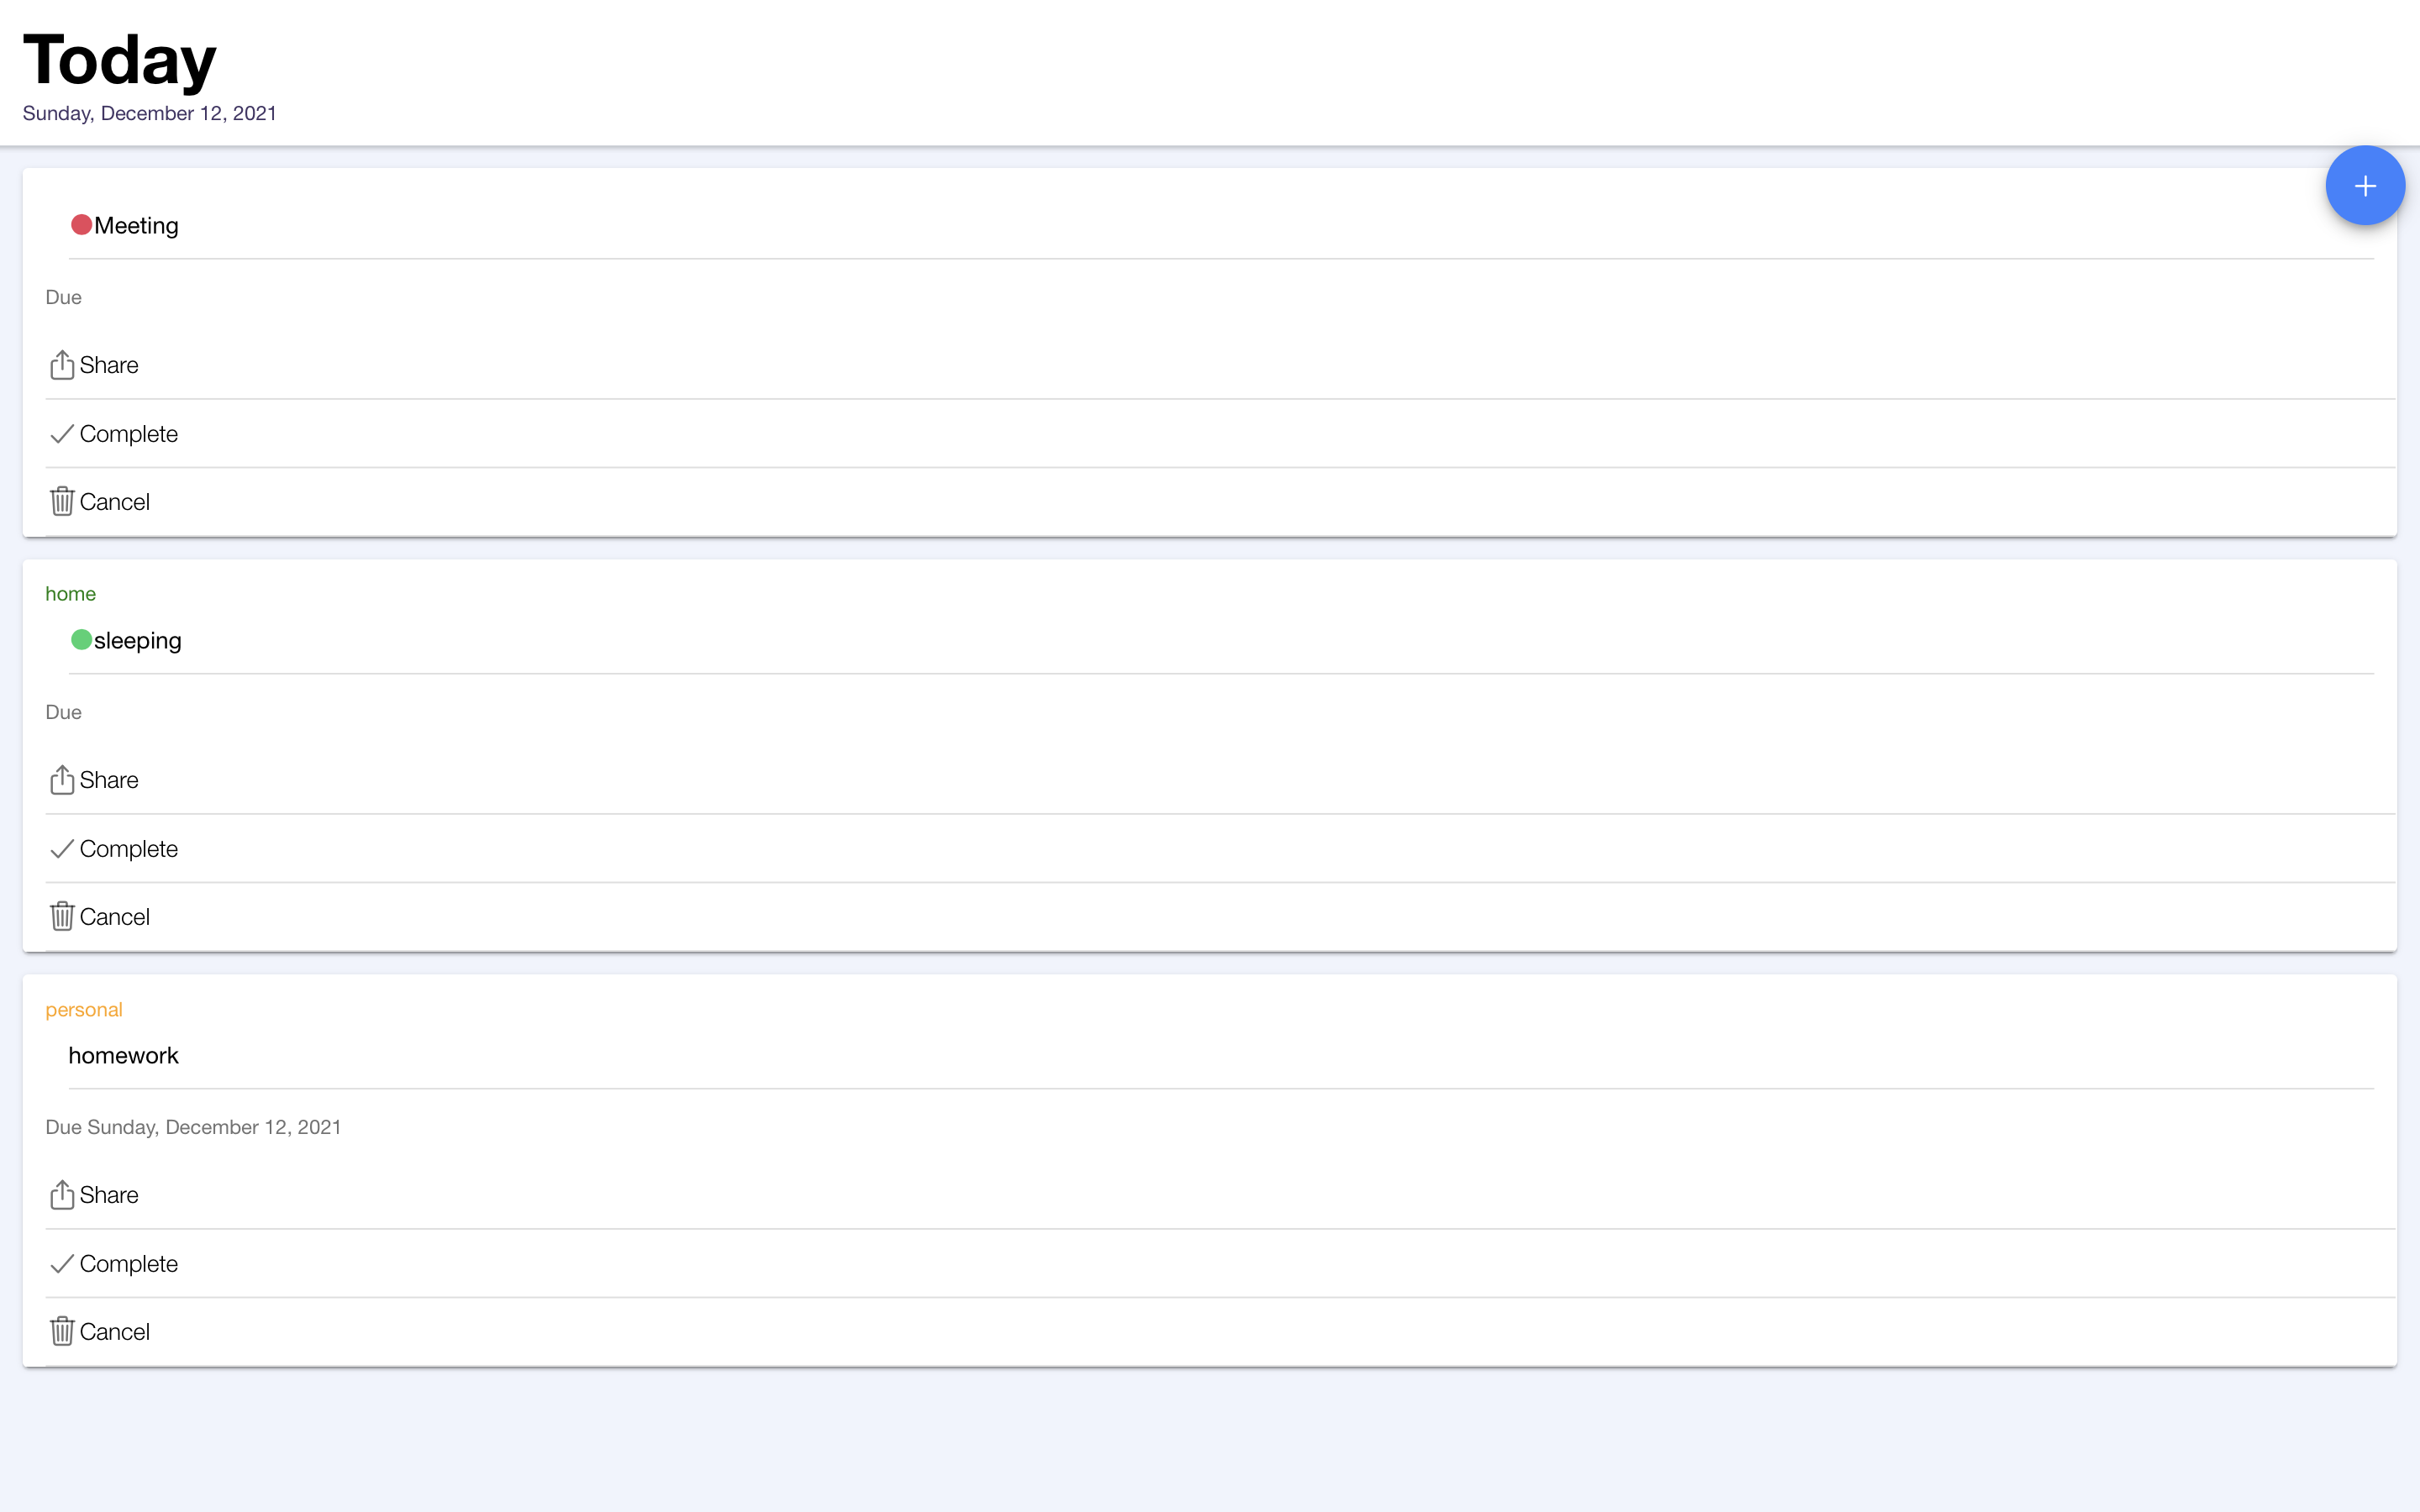 Today
Sunday, December 12, 2021
Meeting
Due
Share
Complete
Cancel
home
sleeping
Due
Share
Complete
Cancel
personal
homework
Due Sunday, December 12, 2021
Share
Complete
Cancel